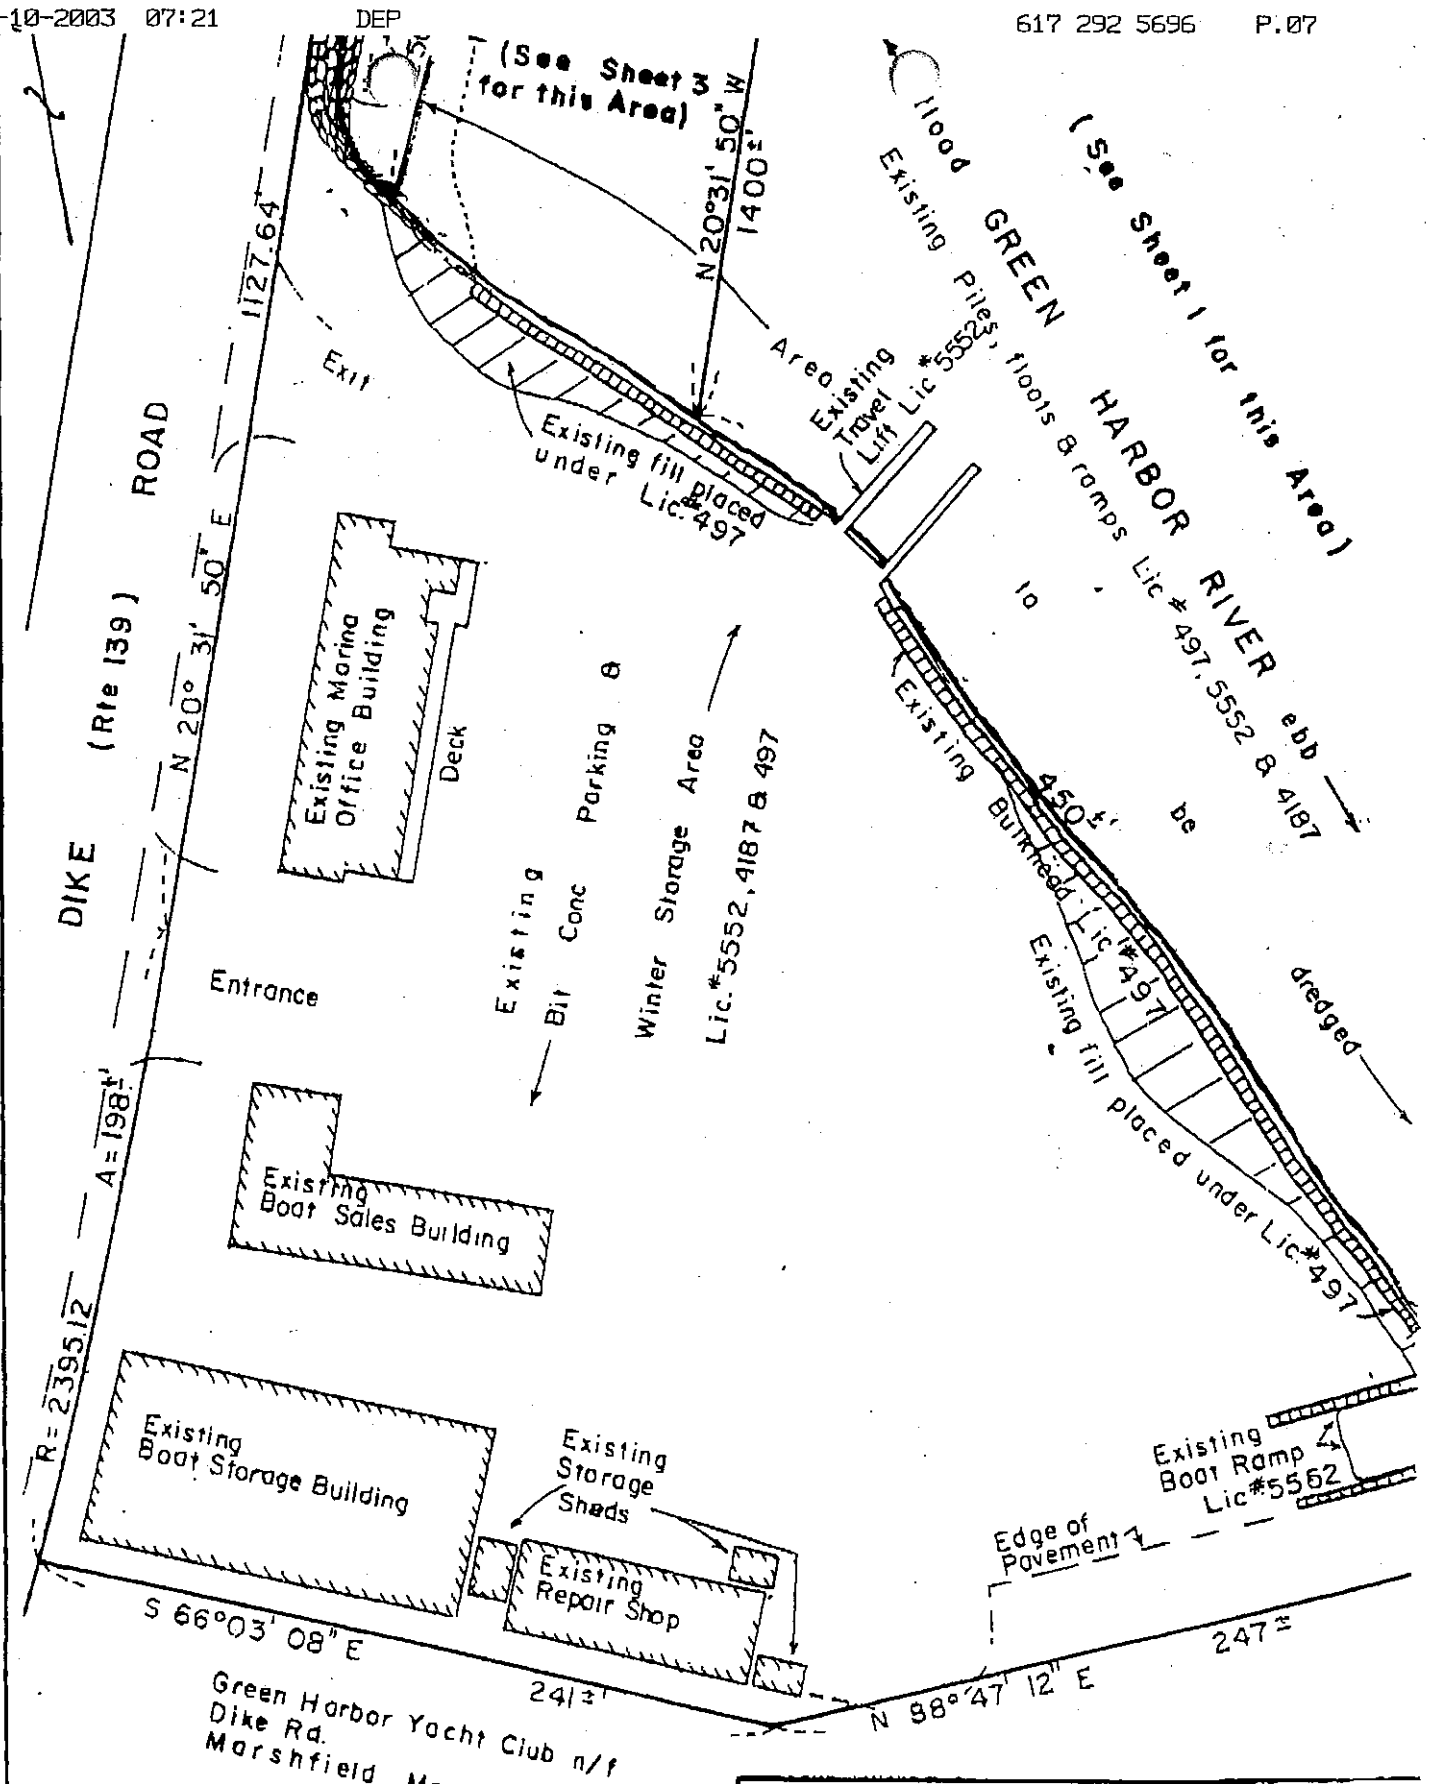 -10-2003 07:21 DEP 617 292 5696 P.07
(See Sheet 3
for this Area)
N 20°31' 50" W
1400±'
flood
GREEN HARBOR RIVER
ebb
(See Sheet 1 for this Area)
Existing Piles, floats & ramps Lic # 497, 5552 & 4187
Area to be dredged
Existing
Travel
Lift Lic #5552
1127.64'
Exit
Existing fill placed
under Lic.#497
DIKE ROAD
(Rte 139)
N 20° 31' 50" E
Existing Marina
Office Building
Deck
Existing
Bit Conc Parking &
Winter Storage Area
Lic.#5552, 4187 & 497
450±'
Existing Bulkhead Lic #497
Existing fill placed under Lic.#497
Entrance
A=198±'
R=2395.12
Existing
Boat Sales Building
Existing
Boat Storage Building
Existing
Storage
Sheds
Existing
Repair Shop
Existing
Boat Ramp
Lic#5552
Edge of
Pavement
S 66°03' 08" E
241±'
N 88°47' 12" E
247±
Green Harbor Yacht Club n/f
Dike Rd.
Marshfield